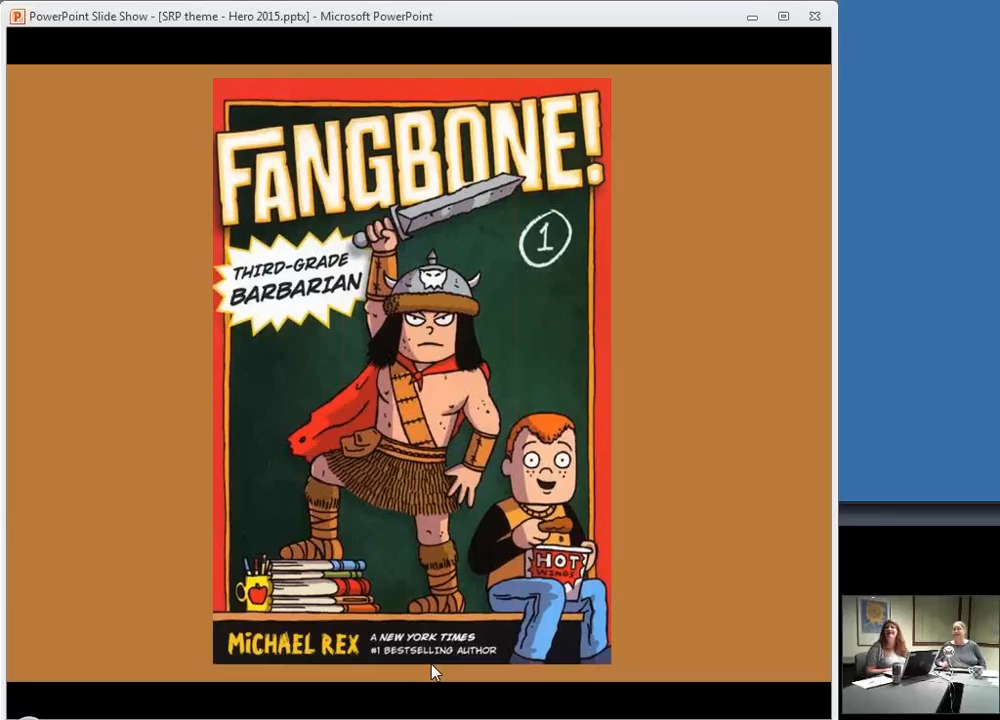 PowerPoint Slide Show - [SRP theme - Hero 2015.pptx] - Microsoft PowerPoint
FANGBONE!
1
THIRD-GRADE
BARBARIAN
HOT
WINGS
MICHAEL REX
A NEW YORK TIMES
#1 BESTSELLING AUTHOR